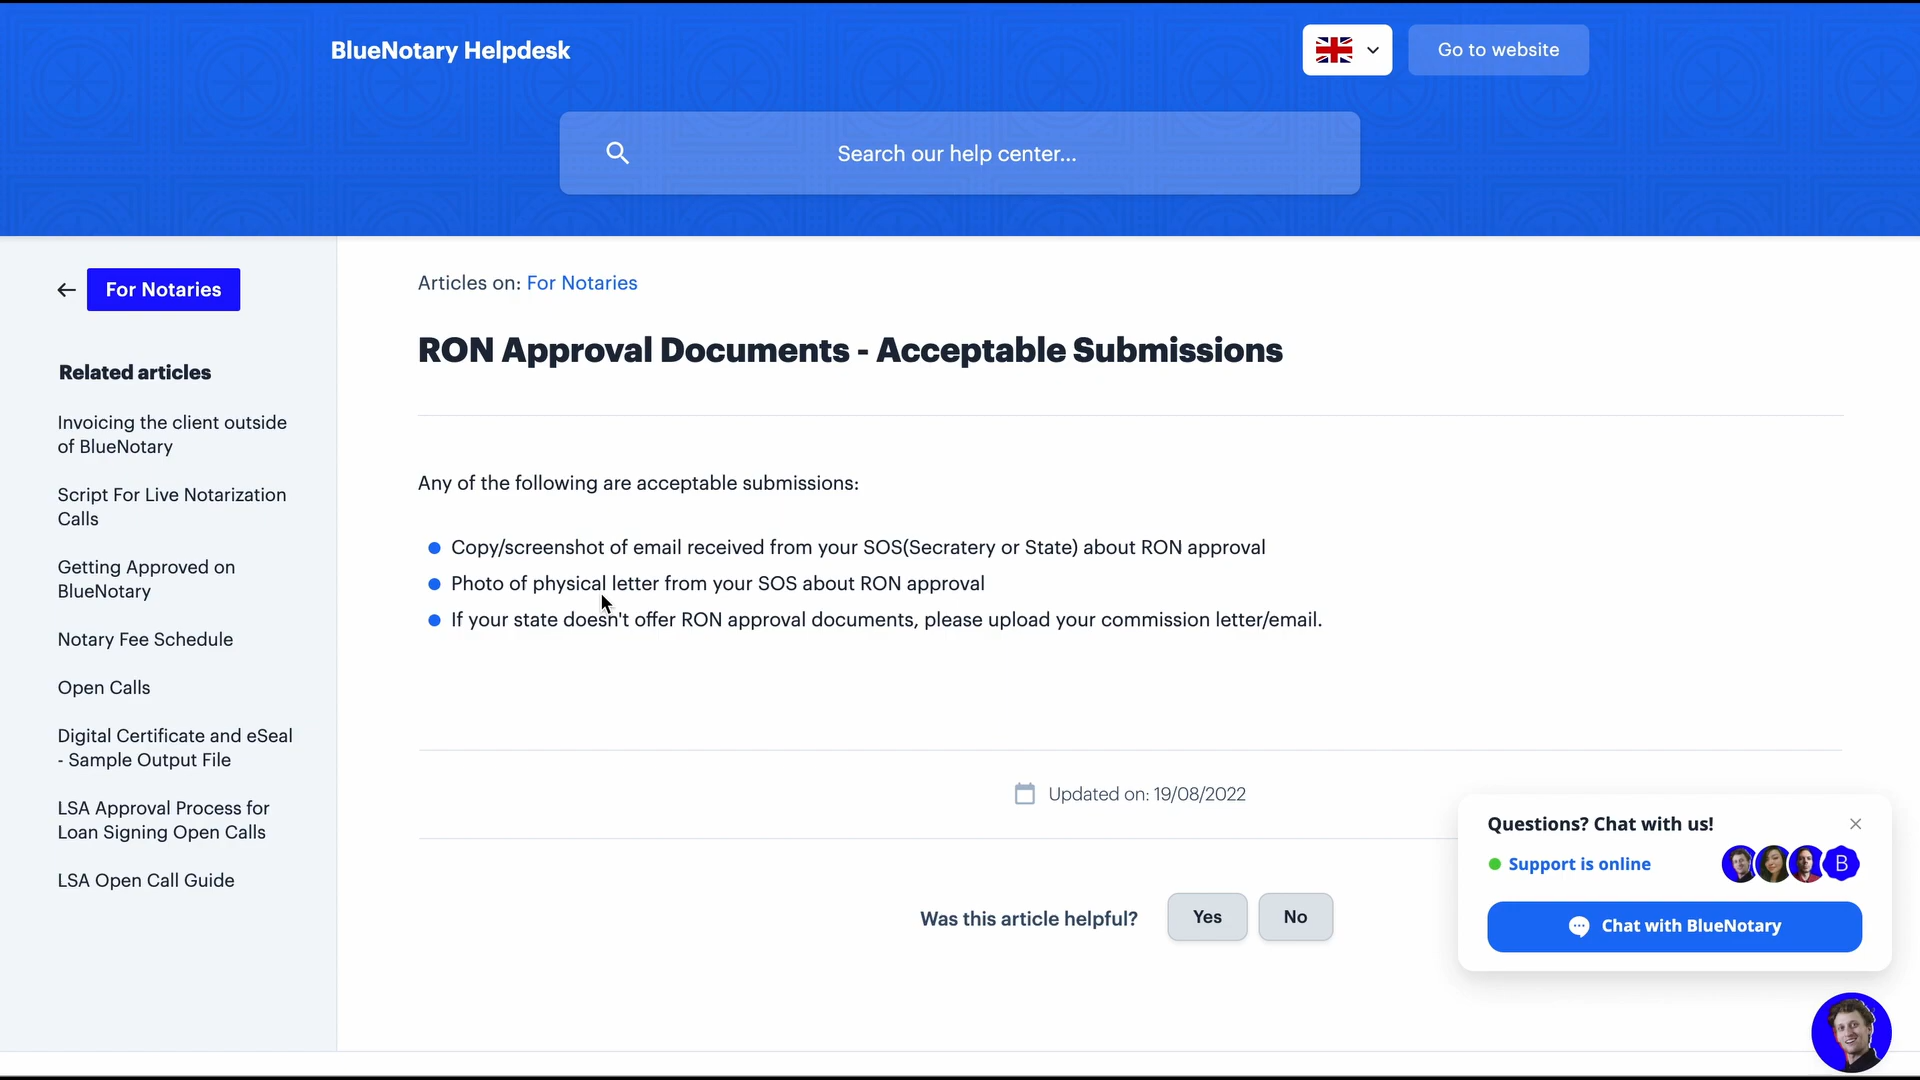 BlueNotary Helpdesk
Go to website
Search our help center...
For Notaries
Related articles
Invoicing the client outside
of BlueNotary
Script For Live Notarization
Calls
Getting Approved on
BlueNotary
Notary Fee Schedule
Open Calls
Digital Certificate and eSeal
- Sample Output File
LSA Approval Process for
Loan Signing Open Calls
LSA Open Call Guide
Articles on: For Notaries
RON Approval Documents - Acceptable Submissions
Any of the following are acceptable submissions:
Copy/screenshot of email received from your SOS(Secratery or State) about RON approval
Photo of physical letter from your SOS about RON approval
If your state doesn't offer RON approval documents, please upload your commission letter/email.
Updated on: 19/08/2022
Was this article helpful?
Yes
No
Questions? Chat with us!
Support is online
B
Chat with BlueNotary